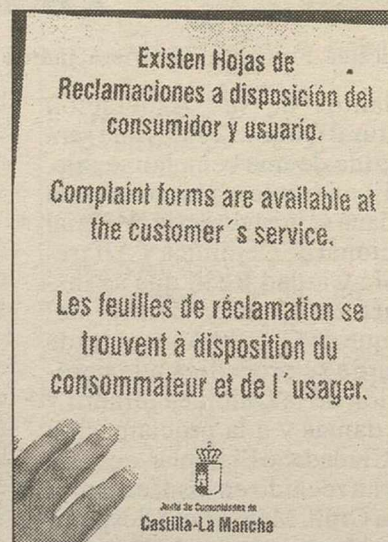 Existen Hojas de
Reclamaciones a disposición del
consumidor y usuario.
Complaint forms are available at
the customer´s service.
Les feuilles de réclamation se
trouvent à disposition du
consommateur et de l´usager.
Junta de Comunidades de
Castilla-La Mancha